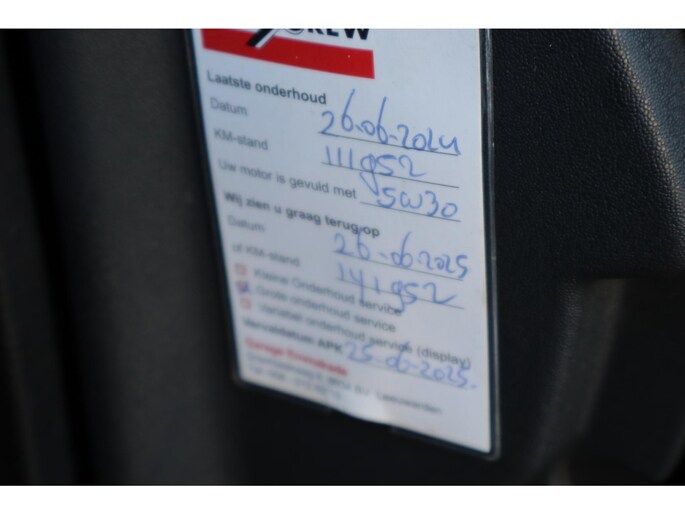 CREW
Laatste onderhoud
Datum 26-06-2024
KM-stand 111952
Uw motor is gevuld met 5W30
Wij zien u graag terug op
Datum 26-06-2025
of KM-stand 141952
Kleine Onderhoud service
Grote onderhoud service
Variabel onderhoud service (display)
Vervaldatum APK 25-06-2025.
Garage
Leeuwarden